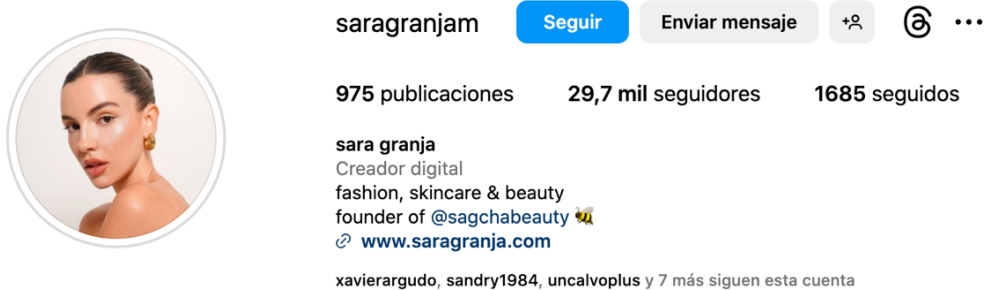 saragranjam Seguir Enviar mensaje
975 publicaciones 29,7 mil seguidores 1685 seguidos
sara granja
Creador digital
fashion, skincare & beauty
founder of @sagchabeauty 🐝
www.saragranja.com
xavierargudo, sandry1984, uncalvoplus y 7 más siguen esta cuenta